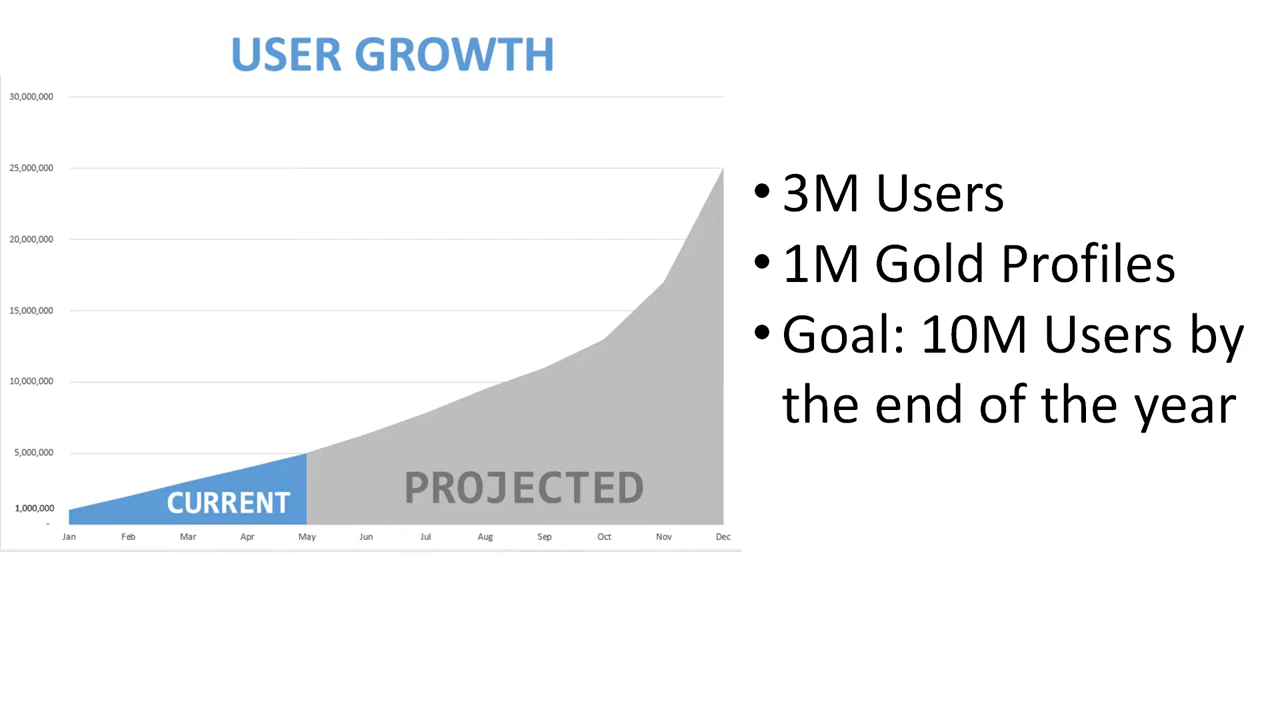 USER GROWTH
30,000,000
25,000,000
20,000,000
15,000,000
10,000,000
5,000,000
1,000,000
-
CURRENT
PROJECTED
Jan Feb Mar Apr May Jun Jul Aug Sep Oct Nov Dec
• 3M Users
• 1M Gold Profiles
• Goal: 10M Users by
the end of the year